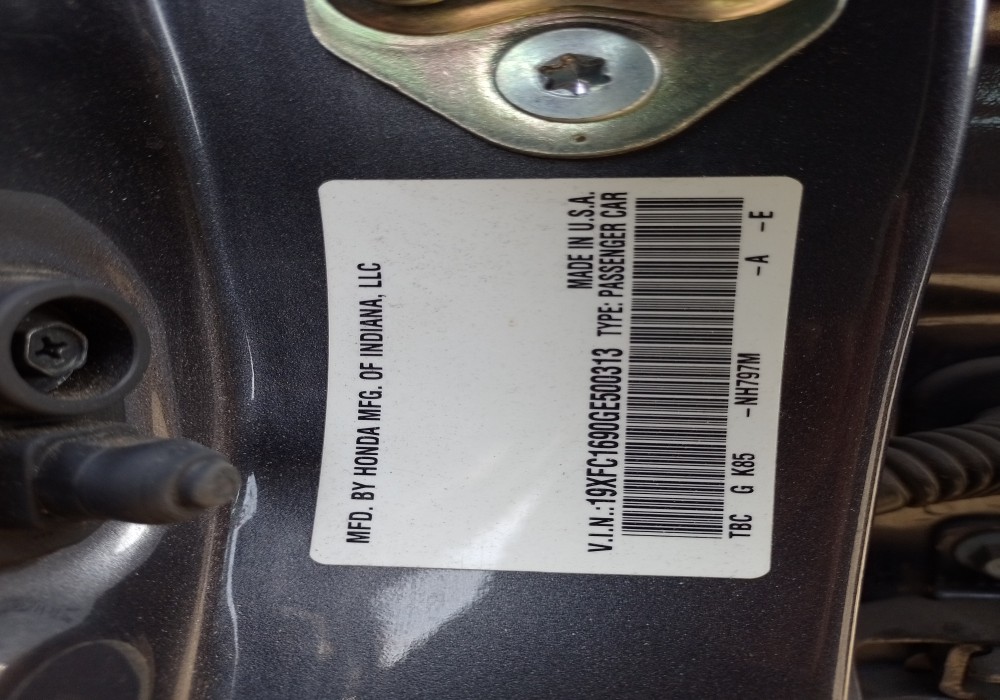 MFD. BY HONDA MFG. OF INDIANA, LLC
MADE IN U.S.A.
V.I.N.:19XFC1690GE500313 TYPE: PASSENGER CAR
TBC G K85 -NH797M -A -E